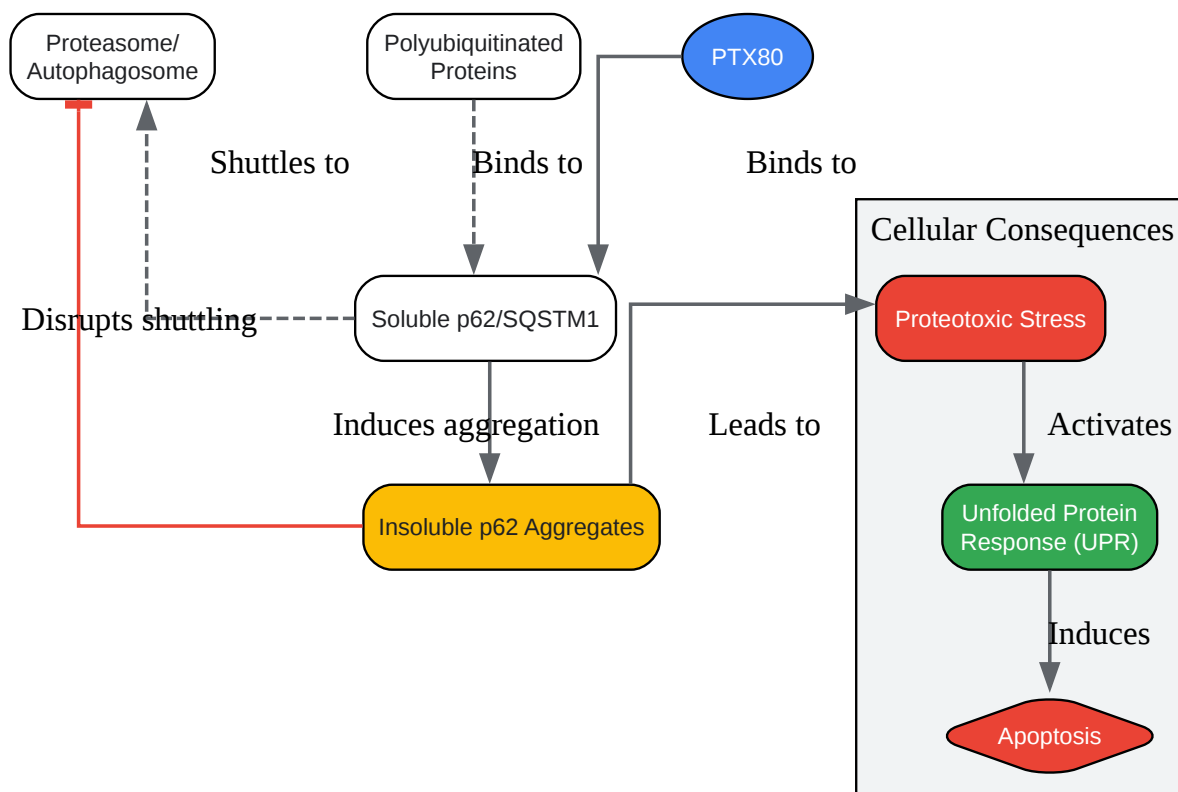 Proteasome/
Autophagosome
Polyubiquitinated
Proteins
PTX80
Shuttles to
Binds to
Binds to
Cellular Consequences
Disrupts shuttling
Soluble p62/SQSTM1
Proteotoxic Stress
Induces aggregation
Leads to
Activates
Insoluble p62 Aggregates
Unfolded Protein
Response (UPR)
Induces
Apoptosis